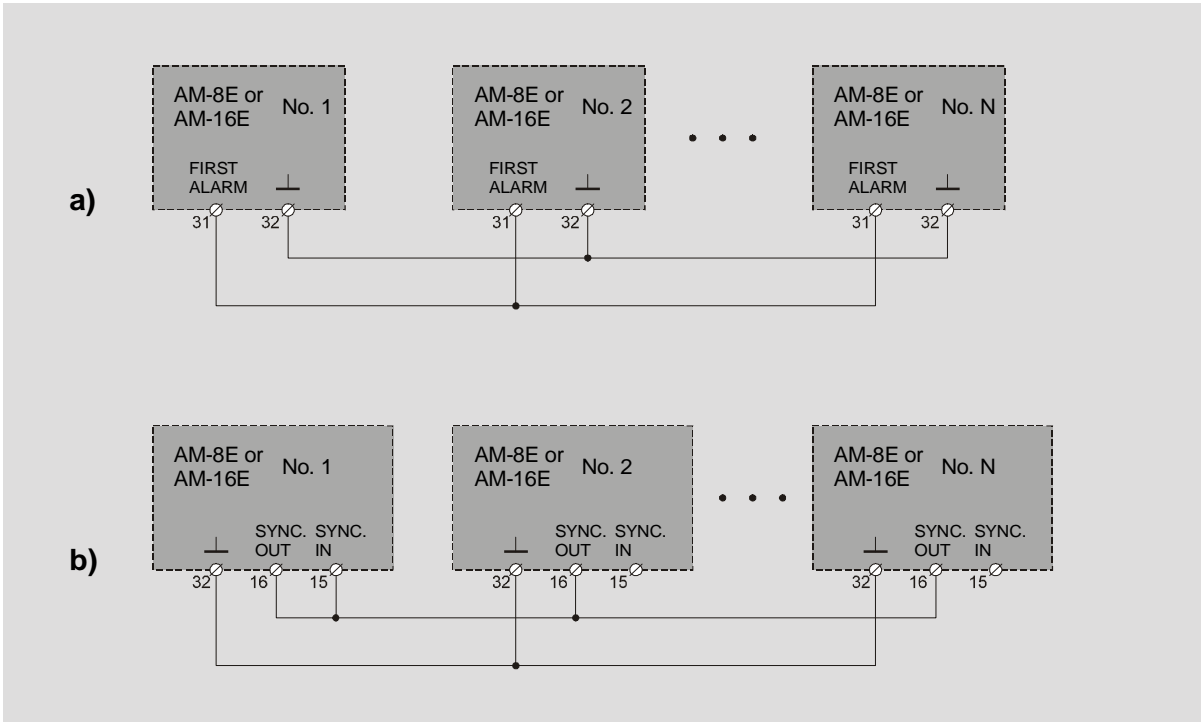 a)
AM-8E or
AM-16E
No. 1
FIRST
ALARM
31
32
AM-8E or
AM-16E
No. 2
FIRST
ALARM
31
32
AM-8E or
AM-16E
No. N
FIRST
ALARM
31
32
b)
AM-8E or
AM-16E
No. 1
SYNC.
OUT
SYNC.
IN
32
16
15
AM-8E or
AM-16E
No. 2
SYNC.
OUT
SYNC.
IN
32
16
15
AM-8E or
AM-16E
No. N
SYNC.
OUT
SYNC.
IN
32
16
15